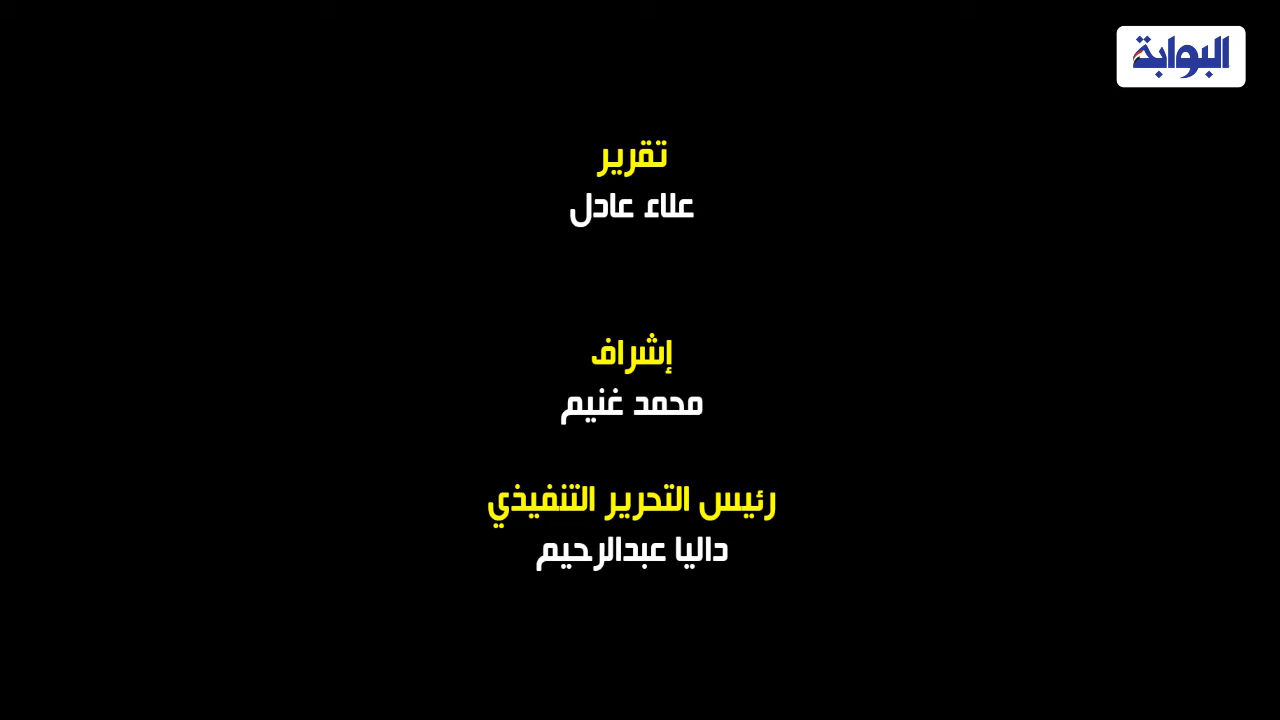 البوابة
تقرير
علاء عادل
إشراف
محمد غنيم
رئيس التحرير التنفيذي
داليا عبدالرحيم